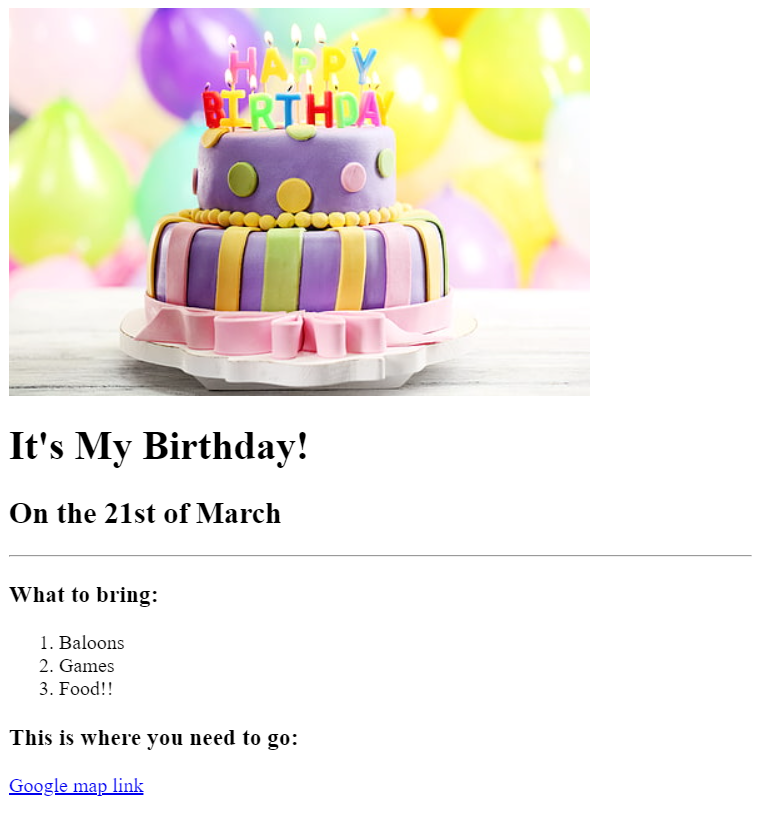 HAPPY
BIRTHDAY
It's My Birthday!
On the 21st of March
What to bring:
1. Baloons
2. Games
3. Food!!
This is where you need to go:
Google map link